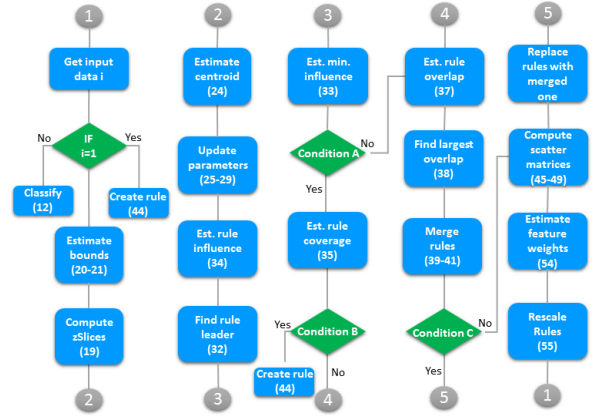 1
Get input
data i
IF
i=1
No
Yes
Classify
(12)
Create rule
(44)
Estimate
bounds
(20-21)
Compute
zSlices
(19)
2
2
Estimate
centroid
(24)
Update
parameters
(25-29)
Est. rule
influence
(34)
Find rule
leader
(32)
3
3
Est. min.
influence
(33)
Condition A
No
Yes
Est. rule
coverage
(35)
Condition B
Yes
Create rule
(44)
No
4
4
Est. rule
overlap
(37)
Find largest
overlap
(38)
Merge
rules
(39-41)
Condition C
No
Yes
5
5
Replace
rules with
merged
one
Compute
scatter
matrices
(45-49)
Estimate
feature
weights
(54)
Rescale
Rules
(55)
1